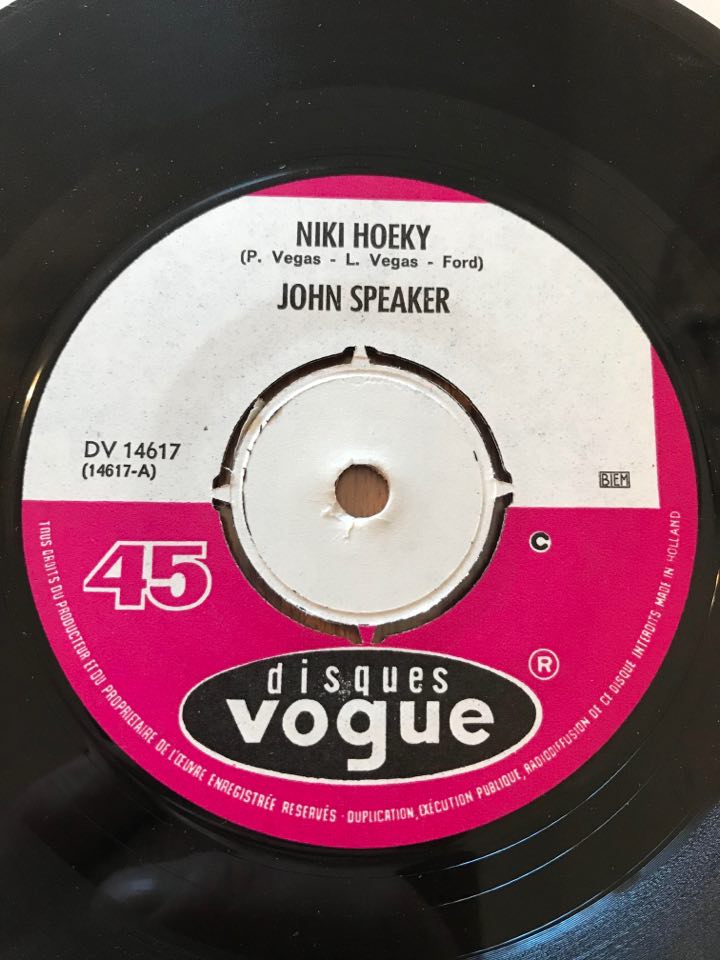 NIKI HOEKY
(P. Vegas - L. Vegas - Ford)
JOHN SPEAKER
DV 14617
(14617-A)
BIEM
45
C
disques
vogue
R
TOUS DROITS DU PRODUCTEUR ET DU PROPRIETAIRE DE L'ŒUVRE ENREGISTRÉE RESERVÉS · DUPLICATION, EXÉCUTION PUBLIQUE, RADIODIFFUSION DE CE DISQUE INTERDITS MADE IN HOLLAND